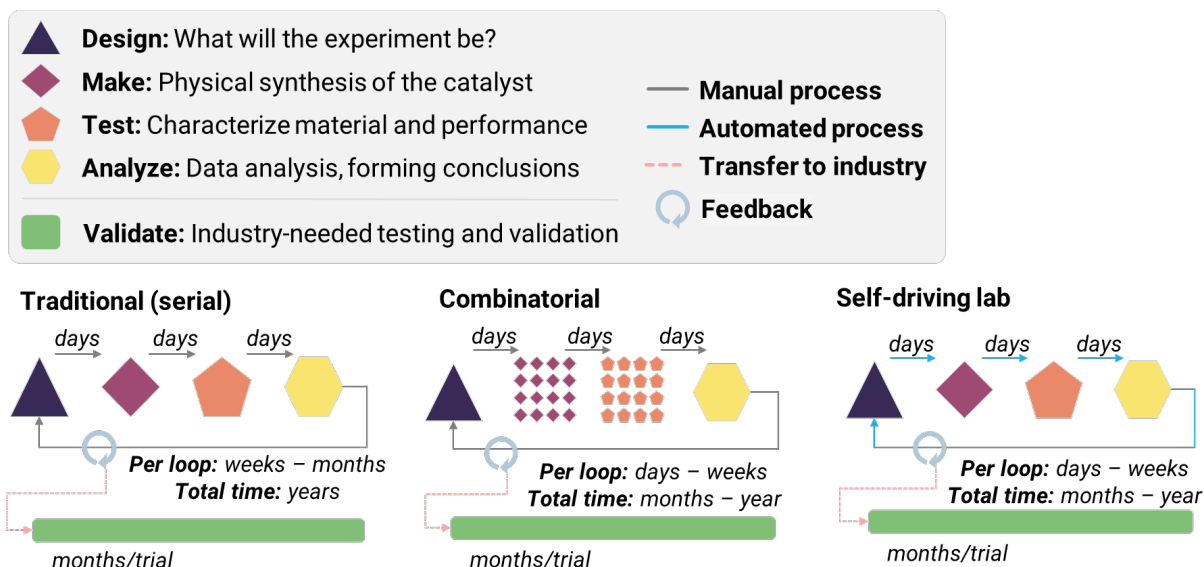 Design: What will the experiment be?
Make: Physical synthesis of the catalyst
Test: Characterize material and performance
Analyze: Data analysis, forming conclusions
Validate: Industry-needed testing and validation
Manual process
Automated process
Transfer to industry
Feedback
Traditional (serial)
days
days
days
Per loop: weeks – months
Total time: years
months/trial
Combinatorial
days
days
days
Per loop: days – weeks
Total time: months – year
months/trial
Self-driving lab
days
days
days
Per loop: days – weeks
Total time: months – year
months/trial